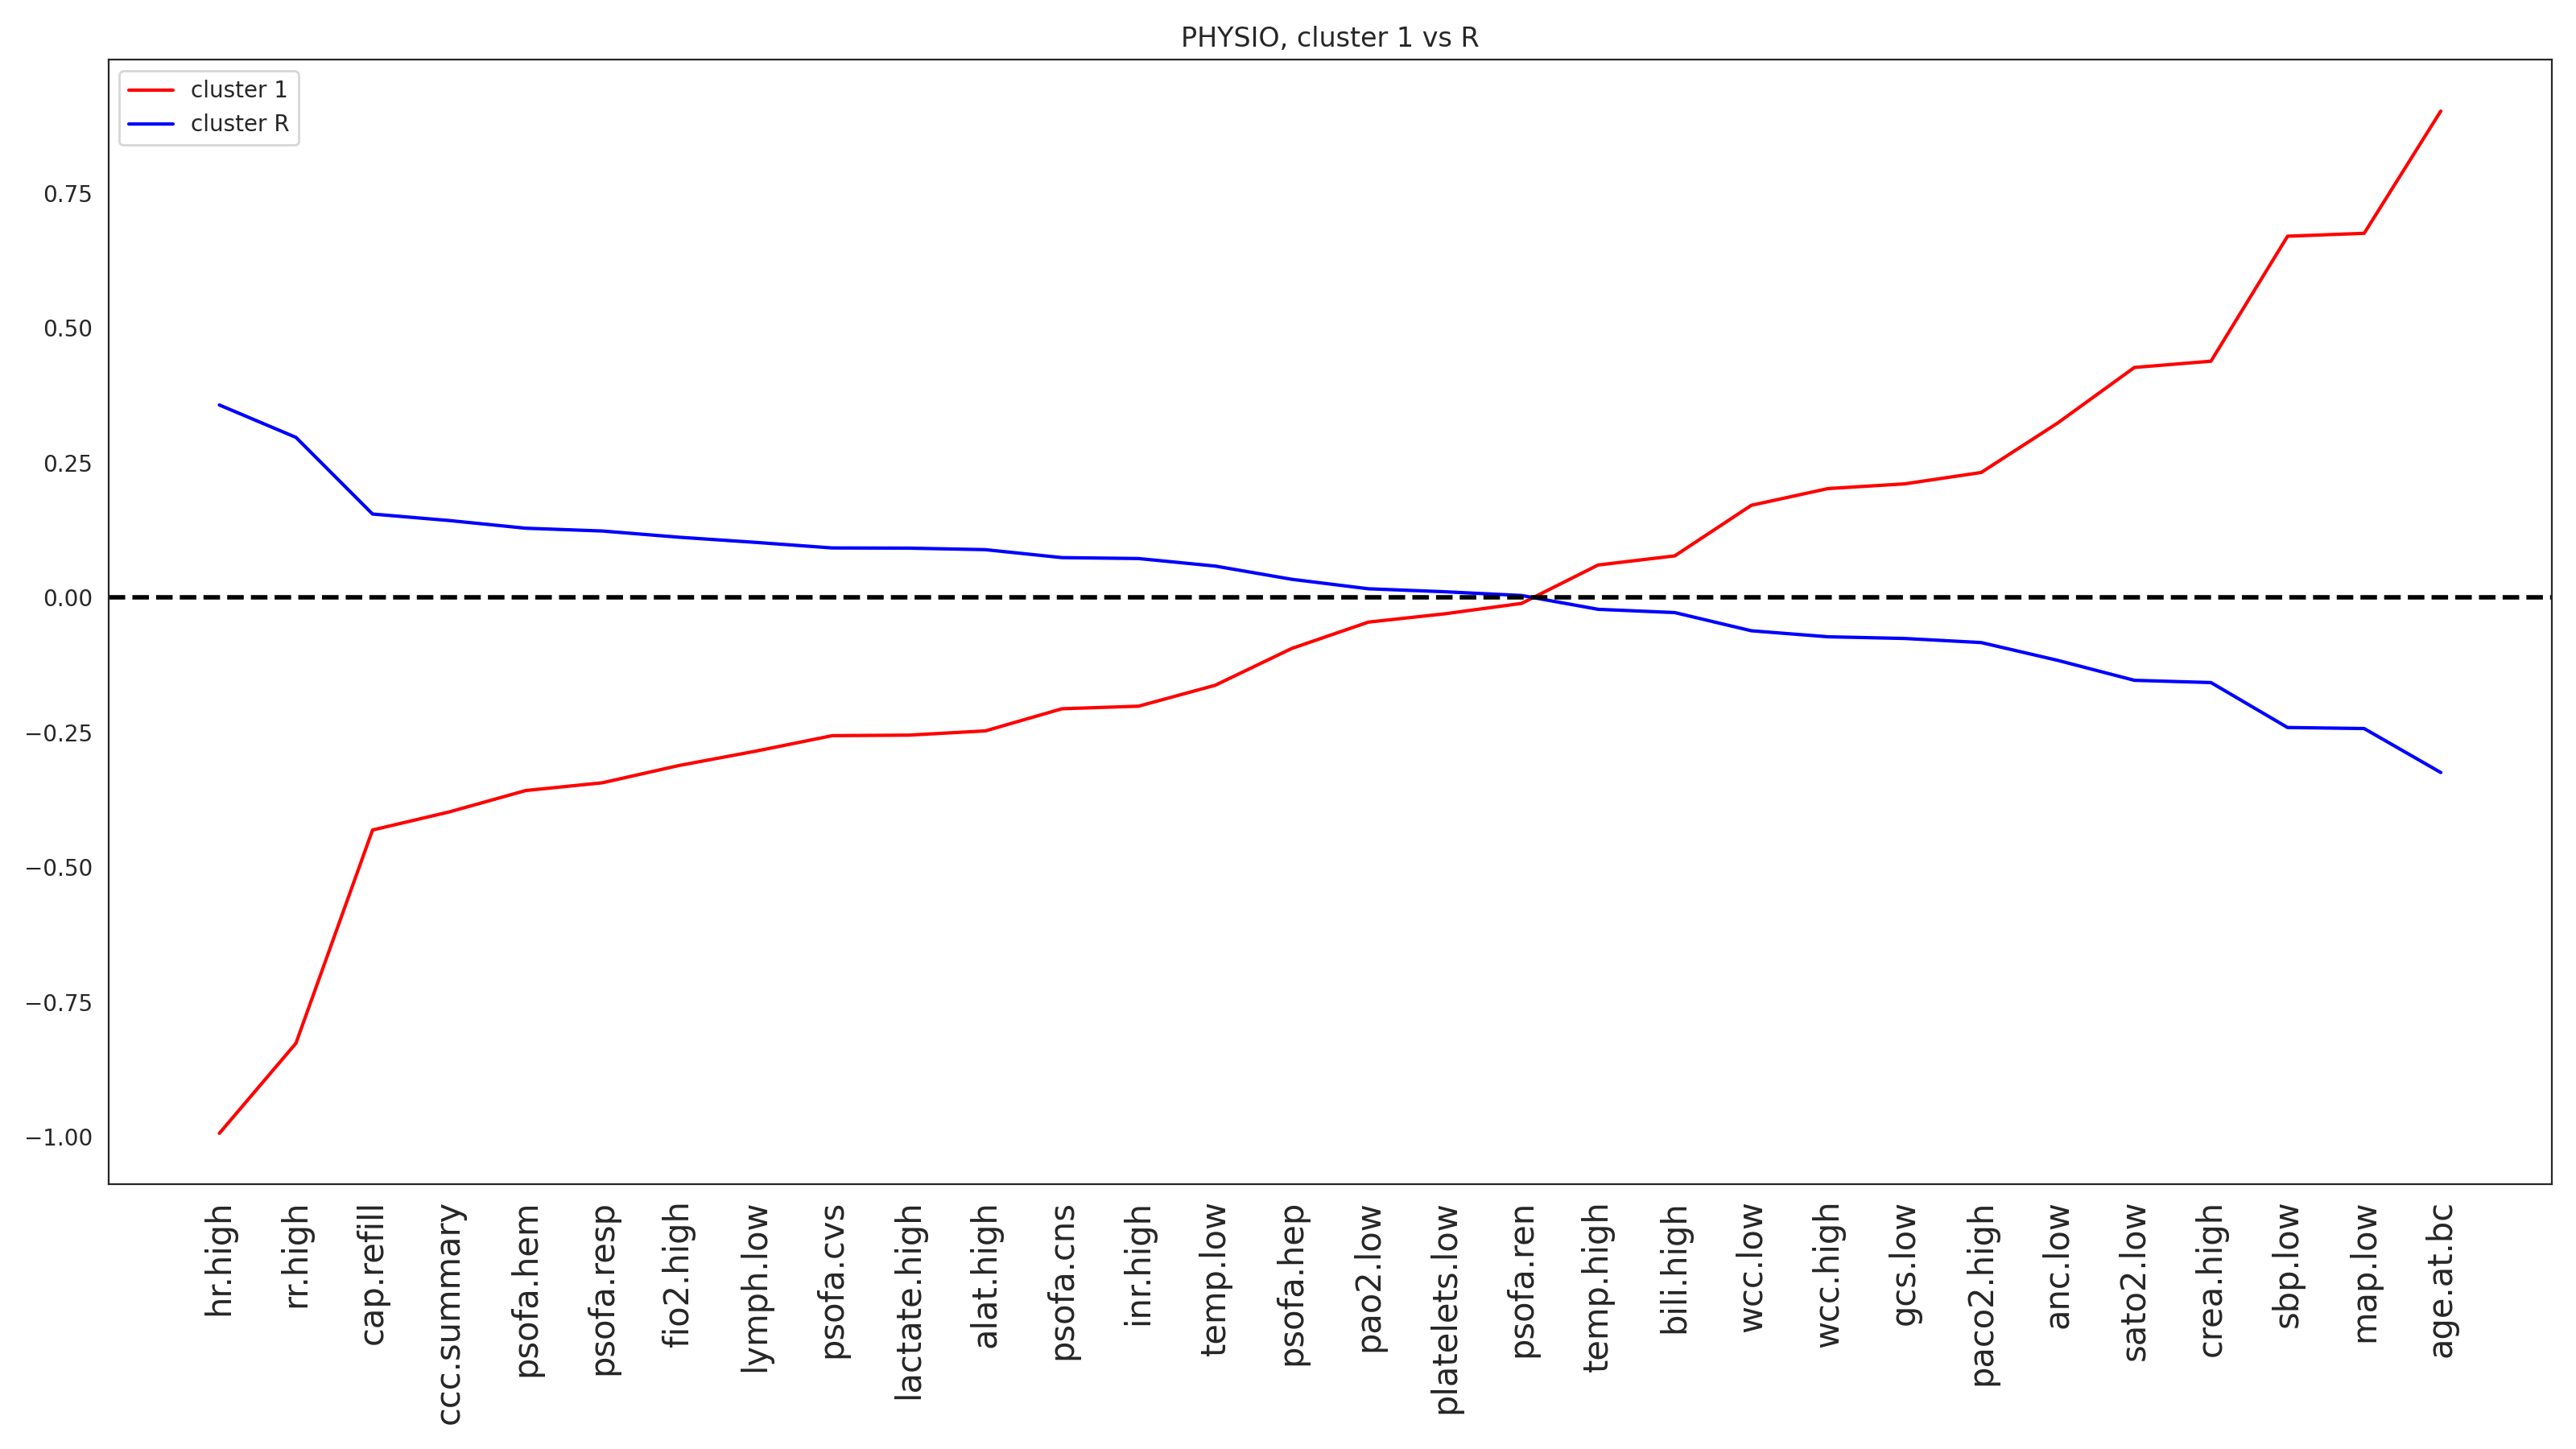 PHYSIO, cluster 1 vs R
cluster 1
cluster R
0.75
0.50
0.25
0.00
−0.25
−0.50
−0.75
−1.00
hr.high
rr.high
cap.refill
ccc.summary
psofa.hem
psofa.resp
fio2.high
lymph.low
psofa.cvs
lactate.high
alat.high
psofa.cns
inr.high
temp.low
psofa.hep
pao2.low
platelets.low
psofa.ren
temp.high
bili.high
wcc.low
wcc.high
gcs.low
paco2.high
anc.low
sato2.low
crea.high
sbp.low
map.low
age.at.bc